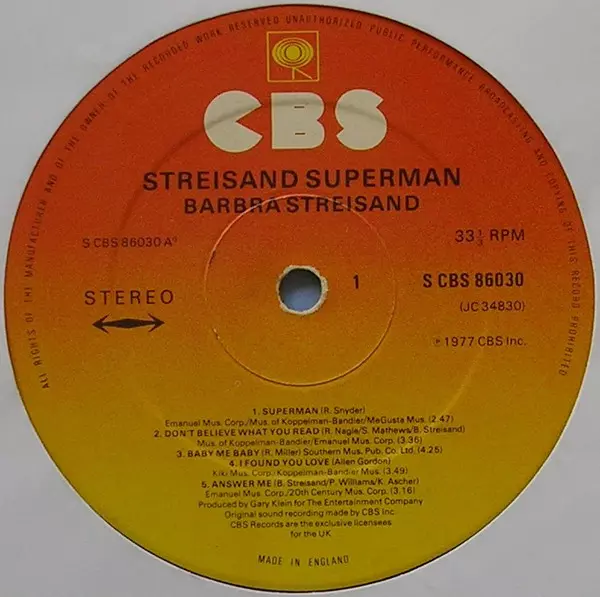 ALL RIGHTS OF THE MANUFACTURER AND OF THE OWNER OF THE RECORDED WORK RESERVED UNAUTHORIZED PUBLIC PERFORMANCE BROADCASTING AND COPYING OF THIS RECORD PROHIBITED
CBS
STREISAND SUPERMAN
BARBRA STREISAND
S CBS 86030 A⁰
33 1/3 RPM
STEREO
1
S CBS 86030
(JC 34830)
℗ 1977 CBS Inc.
1. SUPERMAN (R. Snyder)
Emanuel Mus. Corp./Mus. of Koppelman-Bandier/MeGusta Mus. (2.47)
2. DON'T BELIEVE WHAT YOU READ (R. Nagle/S. Mathews/B. Streisand)
Mus. of Koppelman-Bandier/Emanuel Mus. Corp. (3.36)
3. BABY ME BABY (R. Miller) Southern Mus. Pub. Co. Ltd. (4.25)
4. I FOUND YOU LOVE (Allen Gordon)
Kiki Mus. Corp./Koppelman-Bandier Mus. (3.49)
5. ANSWER ME (B. Streisand/P. Williams/K. Ascher)
Emanuel Mus. Corp./20th Century Mus. Corp. (3.16)
Produced by Gary Klein for The Entertainment Company
Original sound recording made by CBS Inc
CBS Records are the exclusive licensees
for the UK
MADE IN ENGLAND